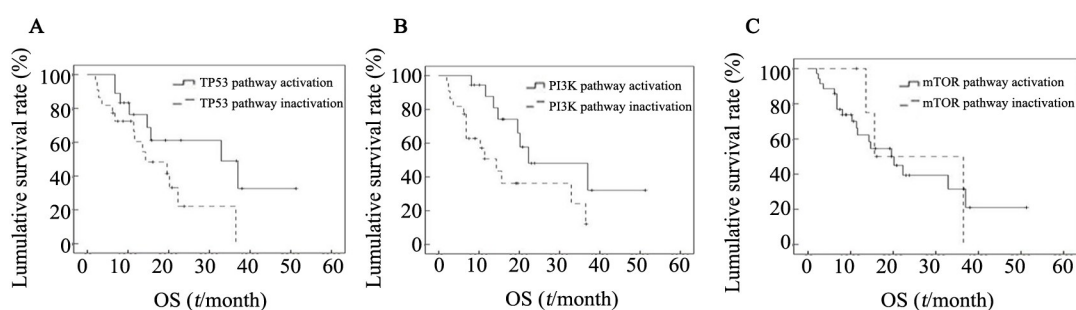 A
Lumulative survival rate (%)
100
80
60
40
20
0
TP53 pathway activation
TP53 pathway inactivation
0 10 20 30 40 50 60
OS (t/month)
B
Lumulative survival rate (%)
100
80
60
40
20
0
PI3K pathway activation
PI3K pathway inactivation
0 10 20 30 40 50 60
OS (t/month)
C
Lumulative survival rate (%)
100
80
60
40
20
0
mTOR pathway activation
mTOR pathway inactivation
0 10 20 30 40 50 60
OS (t/month)